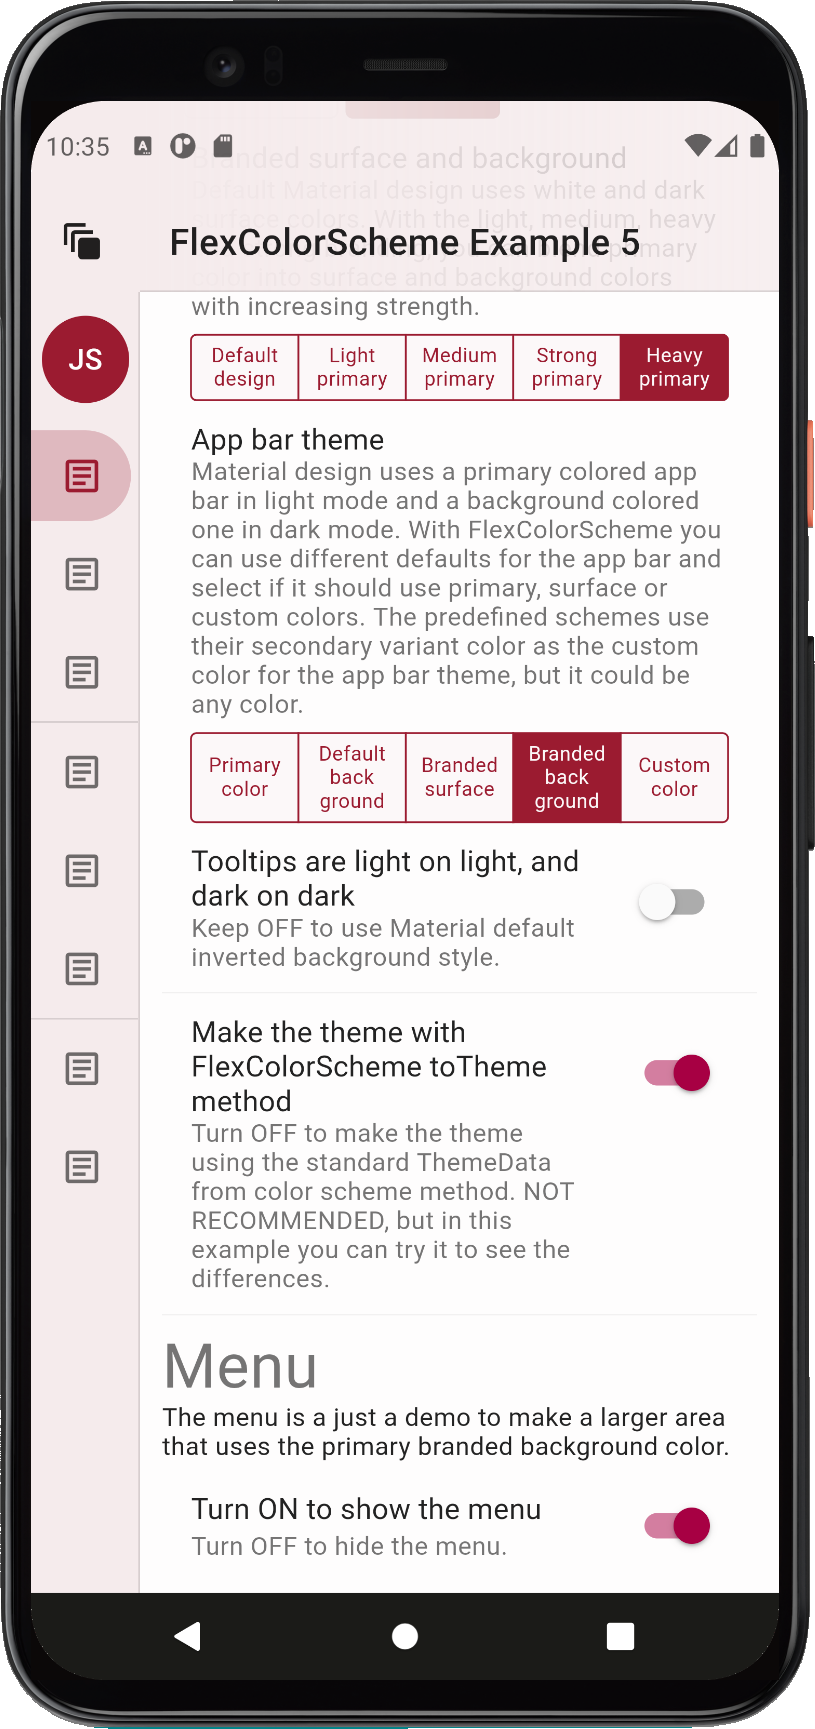 10:35
Branded surface and background
Default Material design uses white and dark
surface colors. With the light, medium, heavy
primary
FlexColorScheme Example 5
color into surface and background colors
with increasing strength.
Default design
Light primary
Medium primary
Strong primary
Heavy primary
JS
App bar theme
Material design uses a primary colored app
bar in light mode and a background colored
one in dark mode. With FlexColorScheme you
can use different defaults for the app bar and
select if it should use primary, surface or
custom colors. The predefined schemes use
their secondary variant color as the custom
color for the app bar theme, but it could be
any color.
Primary color
Default back ground
Branded surface
Branded back ground
Custom color
Tooltips are light on light, and
dark on dark
Keep OFF to use Material default
inverted background style.
Make the theme with
FlexColorScheme toTheme
method
Turn OFF to make the theme
using the standard ThemeData
from color scheme method. NOT
RECOMMENDED, but in this
example you can try it to see the
differences.
Menu
The menu is a just a demo to make a larger area
that uses the primary branded background color.
Turn ON to show the menu
Turn OFF to hide the menu.